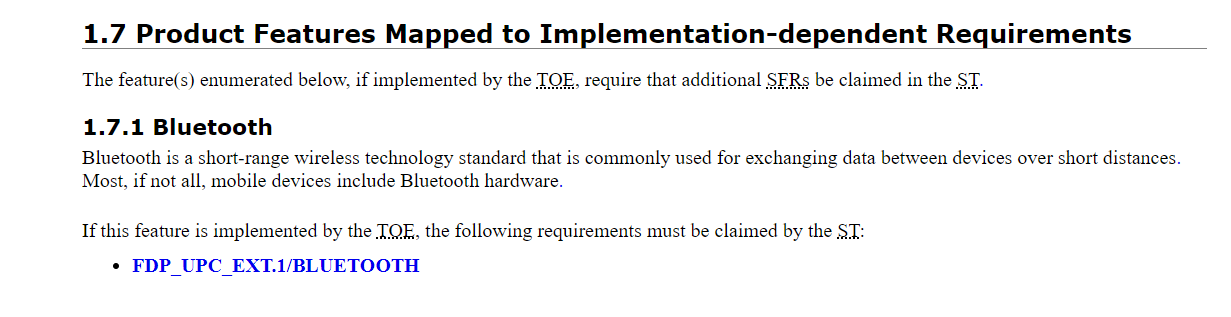 1.7 Product Features Mapped to Implementation-dependent Requirements
The feature(s) enumerated below, if implemented by the TOE, require that additional SFRs be claimed in the ST.
1.7.1 Bluetooth
Bluetooth is a short-range wireless technology standard that is commonly used for exchanging data between devices over short distances.
Most, if not all, mobile devices include Bluetooth hardware.
If this feature is implemented by the TOE, the following requirements must be claimed by the ST:
• FDP_UPC_EXT.1/BLUETOOTH